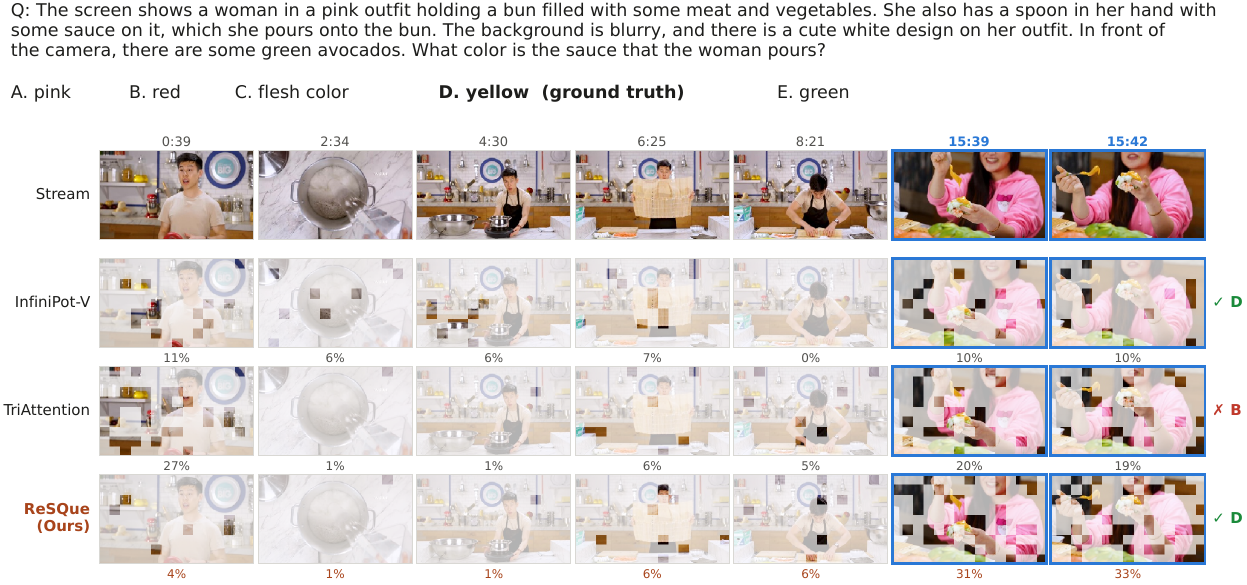 Q: The screen shows a woman in a pink outfit holding a bun filled with some meat and vegetables. She also has a spoon in her hand with
some sauce on it, which she pours onto the bun. The background is blurry, and there is a cute white design on her outfit. In front of
the camera, there are some green avocados. What color is the sauce that the woman pours?
A. pink B. red C. flesh color D. yellow (ground truth) E. green
0:39 2:34 4:30 6:25 8:21 15:39 15:42
Stream
InfiniPot-V ✓ D
11% 6% 6% 7% 0% 10% 10%
TriAttention ✗ B
27% 1% 1% 6% 5% 20% 19%
ReSQue
(Ours) ✓ D
4% 1% 1% 6% 6% 31% 33%